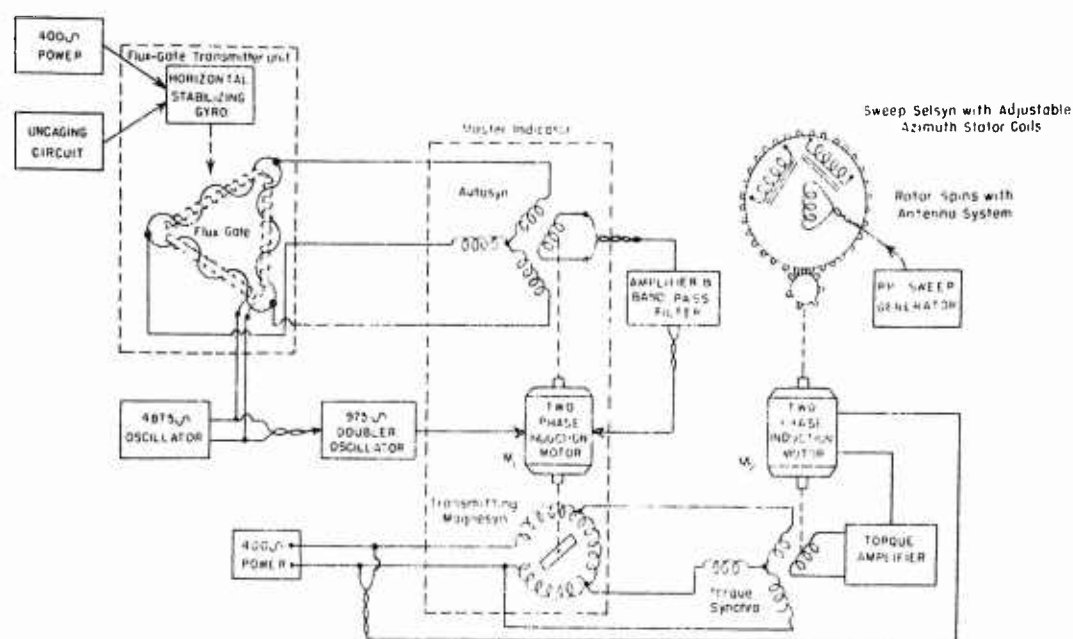 400∿
POWER
Flux-Gate Transmitter unit
HORIZONTAL
STABILIZING
GYRO
UNCAGING
CIRCUIT
Flux Gate
Master Indicator
Autosyn
Sweep Selsyn with Adjustable
Azimuth Stator Coils
Rotor Spins with
Antenna System
AMPLIFIER &
BAND PASS
FILTER
SWEEP
GENERATOR
487.5∿
OSCILLATOR
975∿
DOUBLER
OSCILLATOR
TWO
PHASE
INDUCTION
MOTOR
M₁
TWO
PHASE
INDUCTION
MOTOR
Transmitting
Magnesyn
400∿
POWER
Torque
Synchro
TORQUE
AMPLIFIER